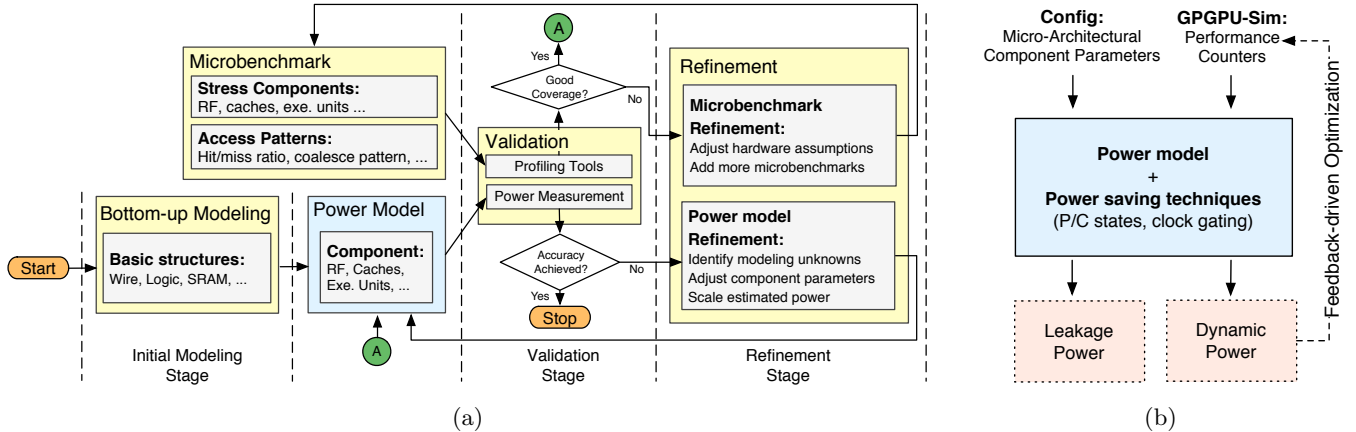 Microbenchmark
Stress Components:
RF, caches, exe. units ...
Access Patterns:
Hit/miss ratio, coalesce pattern, ...
Start
Bottom-up Modeling
Basic structures:
Wire, Logic, SRAM, ...
Initial Modeling
Stage
Power Model
Component:
RF, Caches,
Exe. Units, ...
A
A
Yes
Good
Coverage?
No
Validation
Profiling Tools
Power Measurement
Accuracy
Achieved?
No
Yes
Stop
Validation
Stage
Refinement
Microbenchmark
Refinement:
Adjust hardware assumptions
Add more microbenchmarks
Power model
Refinement:
Identify modeling unknowns
Adjust component parameters
Scale estimated power
Refinement
Stage
(a)
Config:
Micro-Architectural
Component Parameters
GPGPU-Sim:
Performance
Counters
Power model
+
Power saving techniques
(P/C states, clock gating)
Leakage
Power
Dynamic
Power
Feedback-driven Optimization
(b)